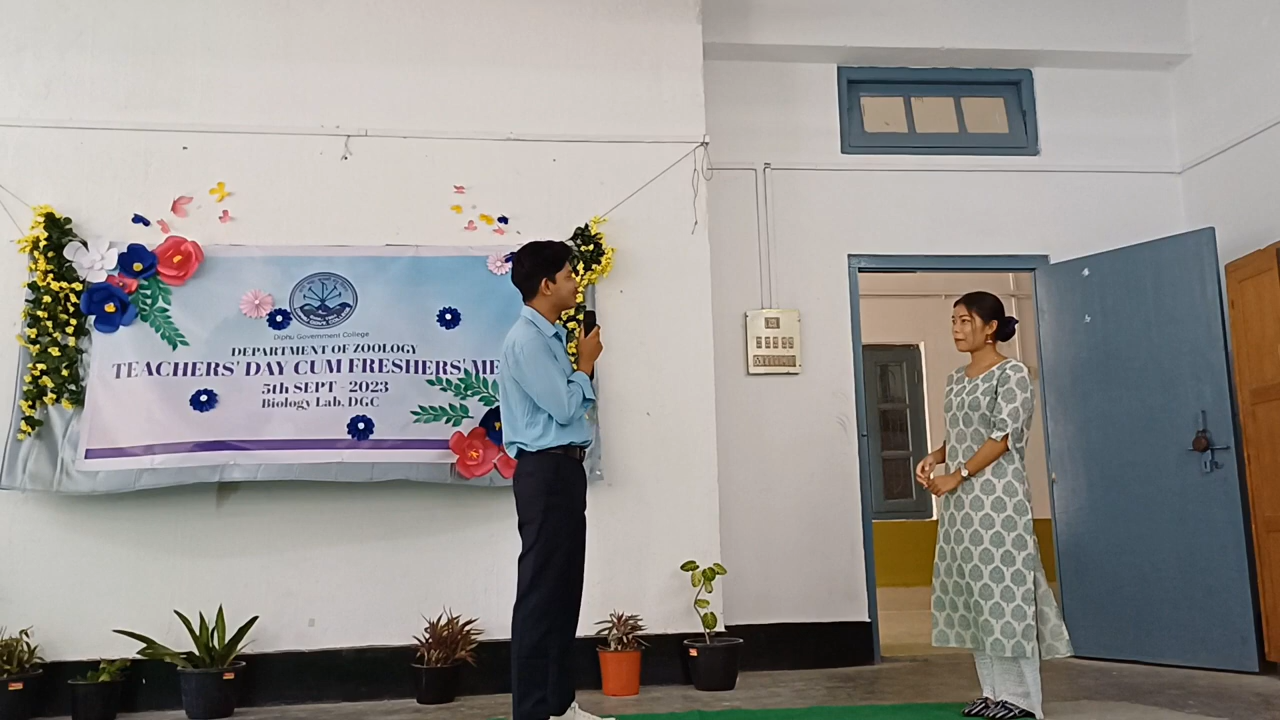 Diphu Government College
DEPARTMENT OF ZOOLOGY
TEACHERS' DAY CUM FRESHERS' ME
5th SEPT - 2023
Biology Lab, DGC